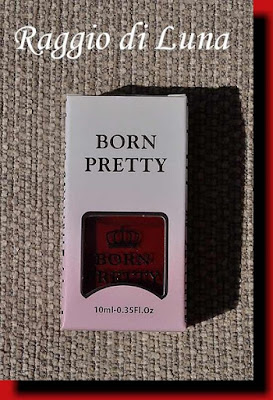 Raggio di Luna
BORN
PRETTY
BORN
PRETTY
10ml-0.35Fl.Oz